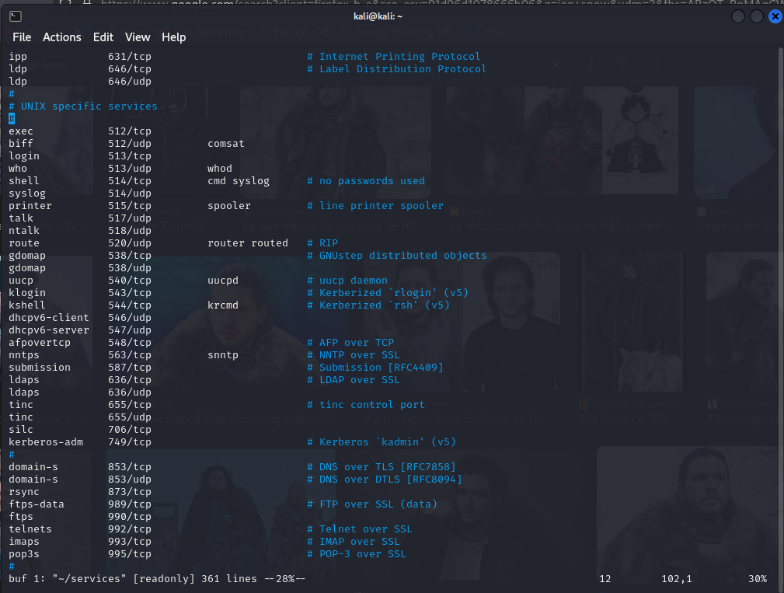 https://www.google.com/search?client=firefox-b-e
kali@kali: ~
File Actions Edit View Help
ipp 631/tcp # Internet Printing Protocol
ldp 646/tcp # Label Distribution Protocol
ldp 646/udp
#
# UNIX specific services
#
exec 512/tcp
biff 512/udp comsat
login 513/tcp
who 513/udp whod
shell 514/tcp cmd syslog # no passwords used
syslog 514/udp
printer 515/tcp spooler # line printer spooler
talk 517/udp
ntalk 518/udp
route 520/udp router routed # RIP
gdomap 538/tcp # GNUstep distributed objects
gdomap 538/udp
uucp 540/tcp uucpd # uucp daemon
klogin 543/tcp # Kerberized `rlogin' (v5)
kshell 544/tcp krcmd # Kerberized `rsh' (v5)
dhcpv6-client 546/udp
dhcpv6-server 547/udp
afpovertcp 548/tcp # AFP over TCP
nntps 563/tcp snntp # NNTP over SSL
submission 587/tcp # Submission [RFC4409]
ldaps 636/tcp # LDAP over SSL
ldaps 636/udp
tinc 655/tcp # tinc control port
tinc 655/udp
silc 706/tcp
kerberos-adm 749/tcp # Kerberos `kadmin' (v5)
#
domain-s 853/tcp # DNS over TLS [RFC7858]
domain-s 853/udp # DNS over DTLS [RFC8094]
rsync 873/tcp
ftps-data 989/tcp # FTP over SSL (data)
ftps 990/tcp
telnets 992/tcp # Telnet over SSL
imaps 993/tcp # IMAP over SSL
pop3s 995/tcp # POP-3 over SSL
#
buf 1: "~/services" [readonly] 361 lines --28%-- 12 102,1 30%